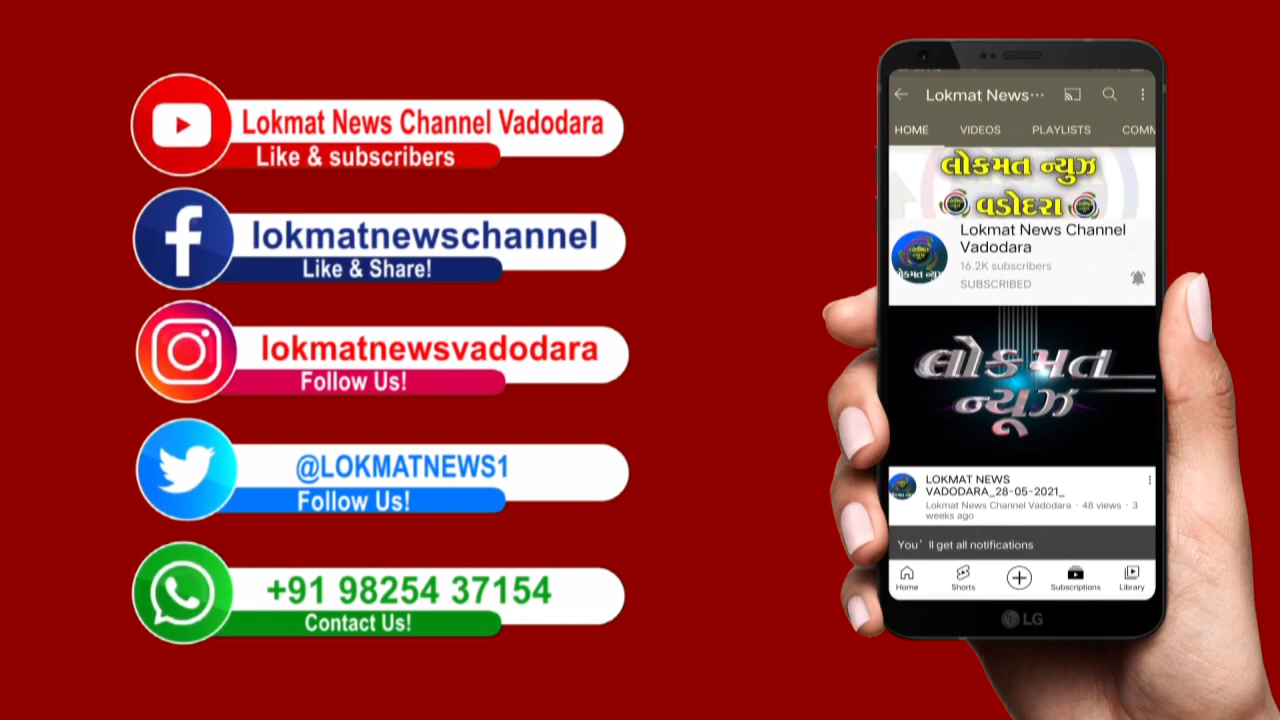 Lokmat News Channel Vadodara
Like & subscribers
lokmatnewschannel
Like & Share!
lokmatnewsvadodara
Follow Us!
@LOKMATNEWS1
Follow Us!
+91 98254 37154
Contact Us!
Lokmat News···
HOME VIDEOS PLAYLISTS COMM
લોકમત ન્યુઝ
વડોદરા
Lokmat News Channel
Vadodara
16.2K subscribers
SUBSCRIBED
લોકમત
ન્યૂઝ
LOKMAT NEWS
VADODARA_28-05-2021_
Lokmat News Channel Vadodara · 48 views · 3
weeks ago
You'll get all notifications
Home Shorts Subscriptions Library
LG